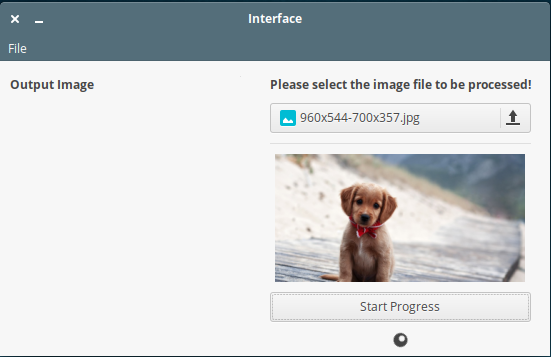 Interface
File
Output Image
Please select the image file to be processed!
960x544-700x357.jpg
Start Progress